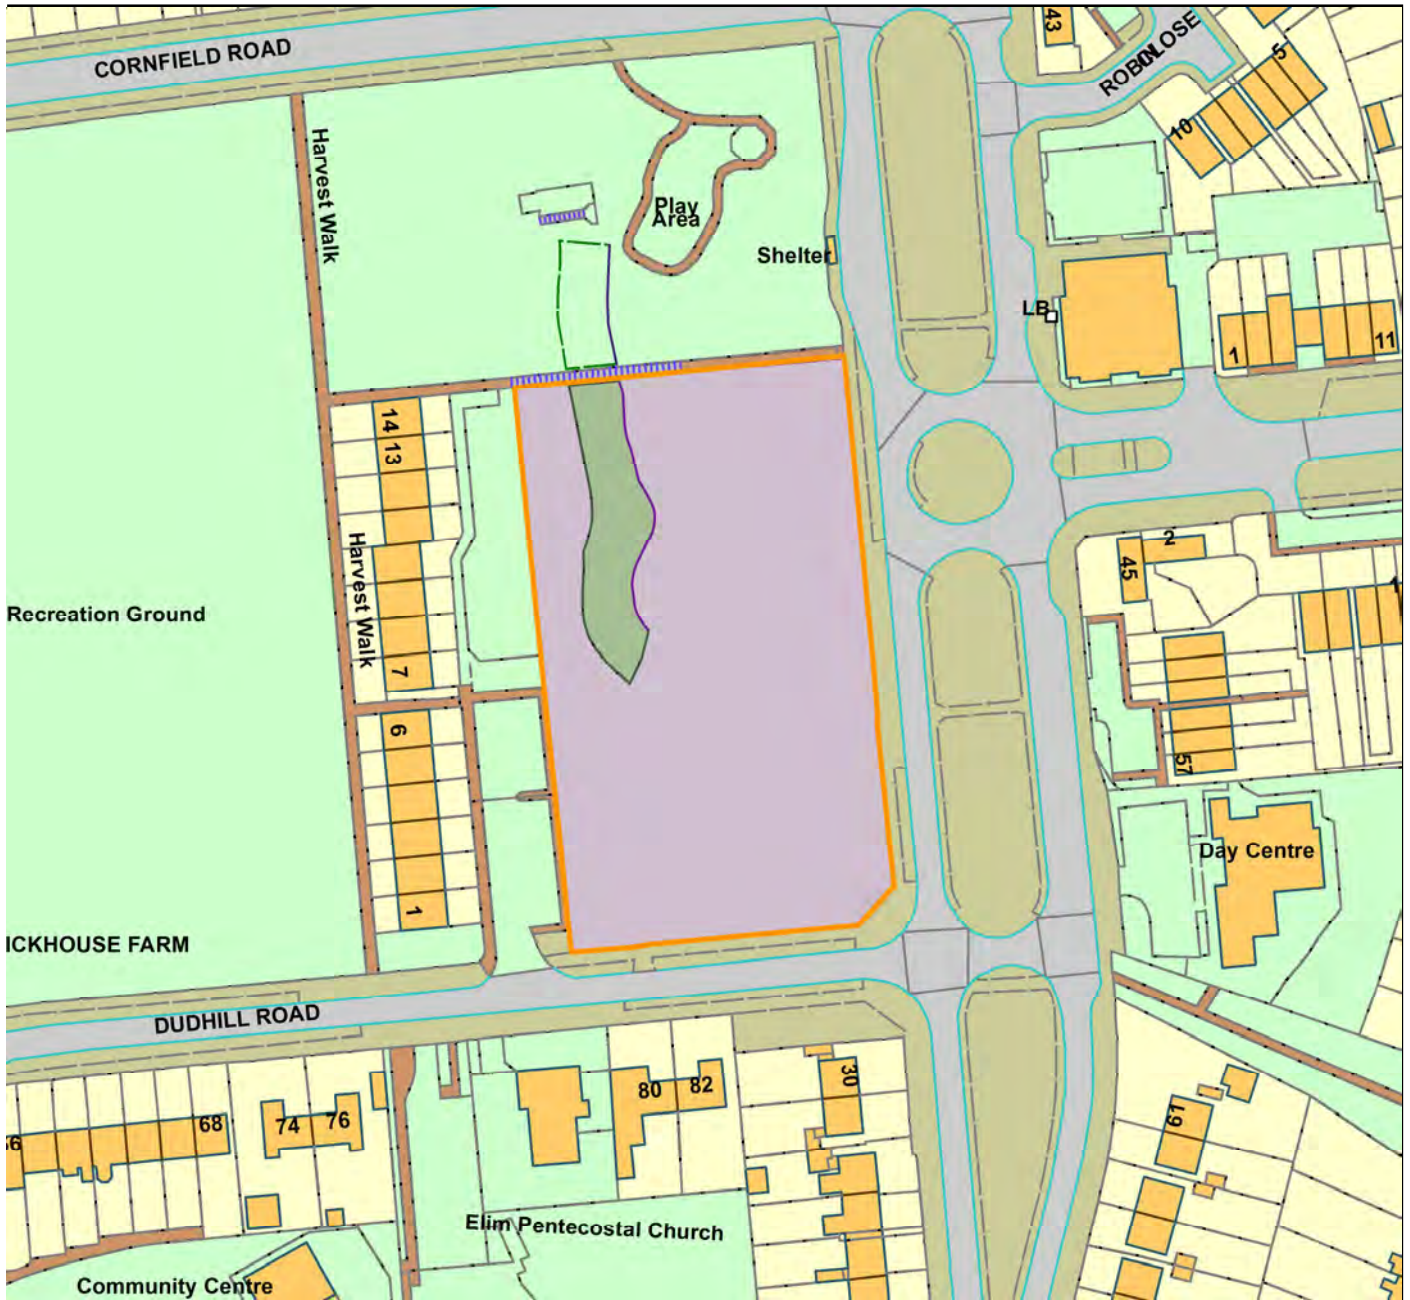 CORNFIELD ROAD
43
ROBIN CLOSE
5
10
Harvest Walk
Play
Area
Shelter
LB
1
11
14
13
2
45
Harvest Walk
Recreation Ground
7
6
57
Day Centre
1
ICKHOUSE FARM
DUDHILL ROAD
30
80
82
61
68
74
76
66
Elim Pentecostal Church
Community Centre